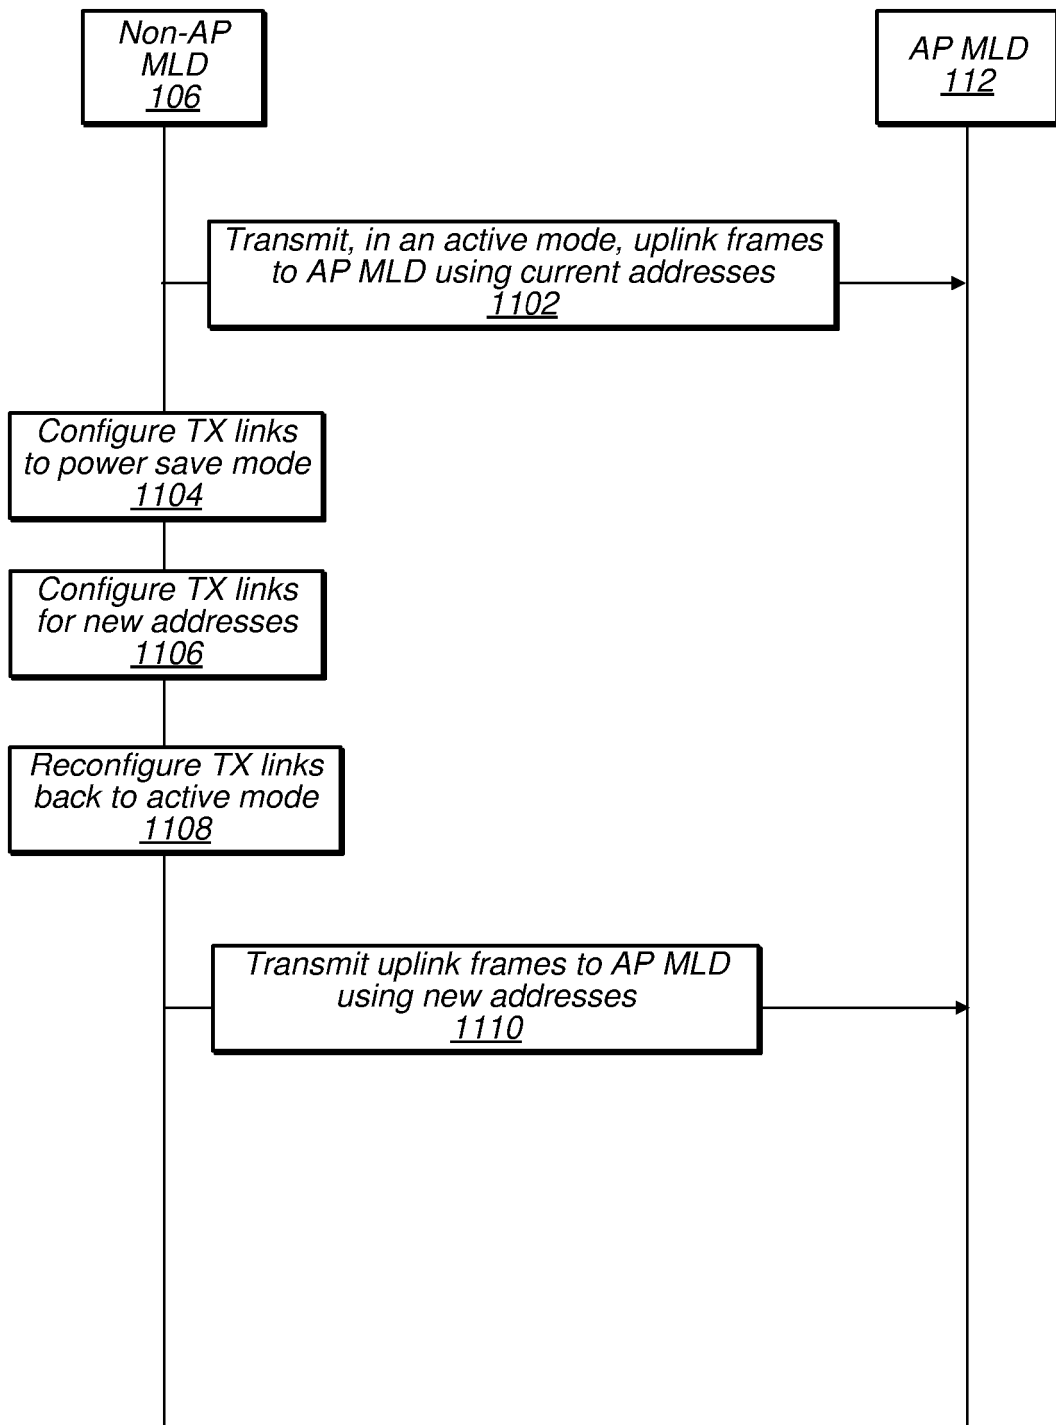 Non-AP
MLD
106
AP MLD
112
Transmit, in an active mode, uplink frames
to AP MLD using current addresses
1102
Configure TX links
to power save mode
1104
Configure TX links
for new addresses
1106
Reconfigure TX links
back to active mode
1108
Transmit uplink frames to AP MLD
using new addresses
1110